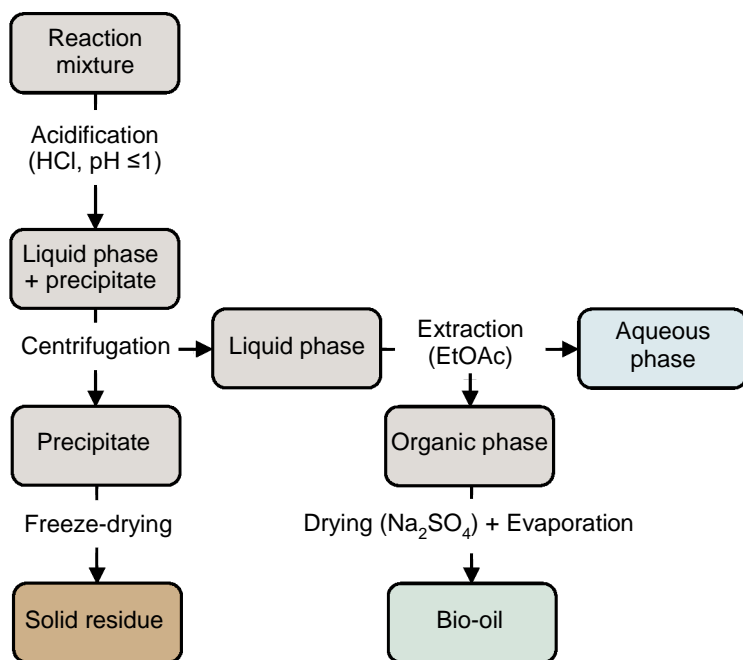 Reaction
mixture
Acidification
(HCl, pH ≤1)
Liquid phase
+ precipitate
Centrifugation
Liquid phase
Extraction
(EtOAc)
Aqueous
phase
Precipitate
Organic phase
Freeze-drying
Drying (Na₂SO₄) + Evaporation
Solid residue
Bio-oil